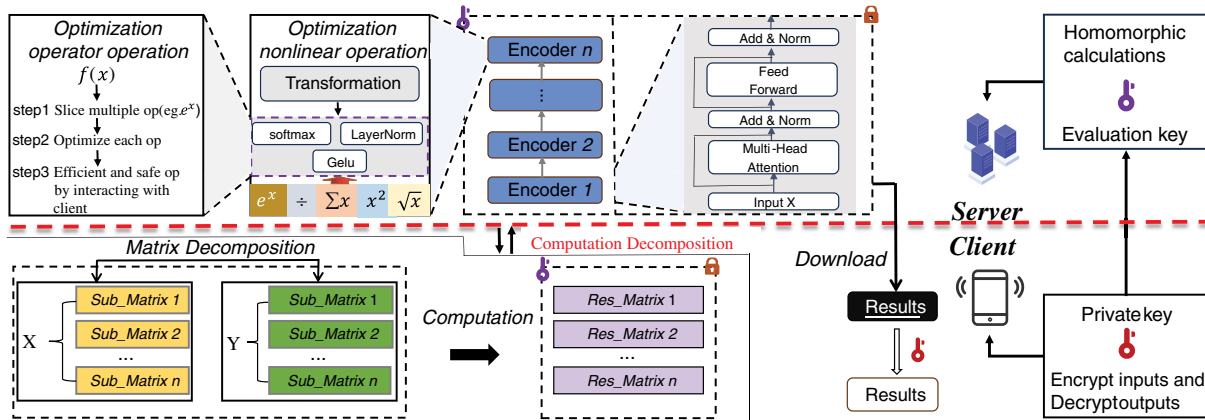 Optimization
operator operation
f(x)
step1 Slice multiple op(eg.e^x)
step2 Optimize each op
step3 Efficient and safe op
by interacting with
client
Optimization
nonlinear operation
Transformation
softmax
LayerNorm
Gelu
e^x ÷ ∑x x² √x
Encoder n
⋮
Encoder 2
Encoder 1
Add & Norm
Feed
Forward
Add & Norm
Multi-Head
Attention
Input X
Homomorphic
calculations
Evaluation key
Server
Client
Computation Decomposition
Matrix Decomposition
X
Sub_Matrix 1
Sub_Matrix 2
...
Sub_Matrix n
Y
Sub_Matrix 1
Sub_Matrix 2
...
Sub_Matrix n
Computation
Res_Matrix 1
Res_Matrix 2
...
Res_Matrix n
Download
Results
Results
Private key
Encrypt inputs and
Decryptoutputs